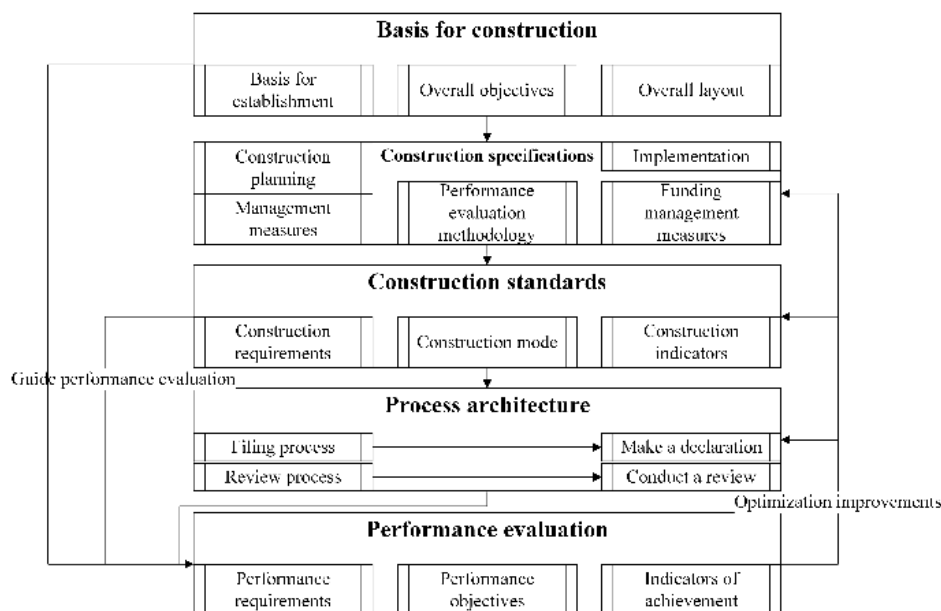 Basis for construction
Basis for
establishment
Overall objectives
Overall layout
Construction
planning
Construction specifications
Implementation
Management
measures
Performance
evaluation
methodology
Funding
management
measures
Construction standards
Construction
requirements
Construction mode
Construction
indicators
Guide performance evaluation
Process architecture
Filing process
Make a declaration
Review process
Conduct a review
Optimization improvements
Performance evaluation
Performance
requirements
Performance
objectives
Indicators of
achievement